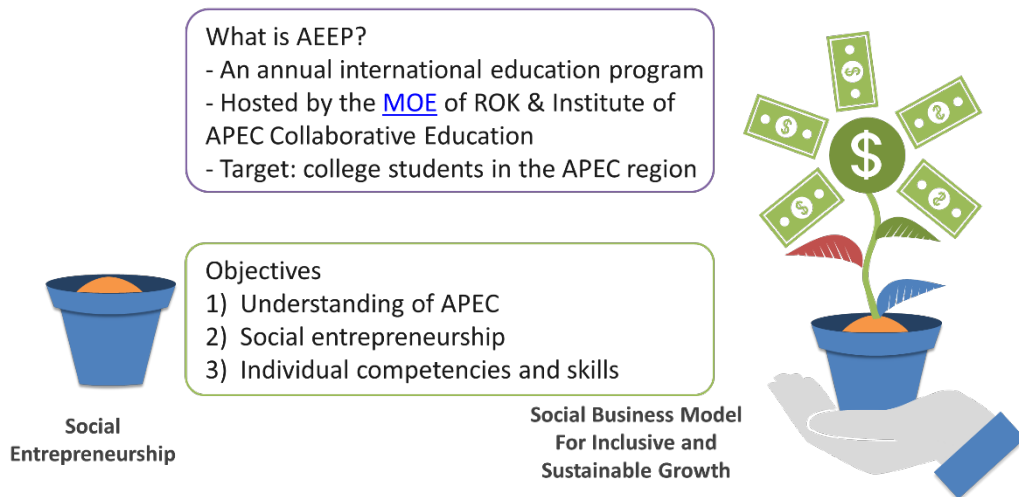 What is AEEP?
- An annual international education program
- Hosted by the MOE of ROK & Institute of
APEC Collaborative Education
- Target: college students in the APEC region
Objectives
1) Understanding of APEC
2) Social entrepreneurship
3) Individual competencies and skills
Social
Entrepreneurship
Social Business Model
For Inclusive and
Sustainable Growth
$
$
$
$
$
$